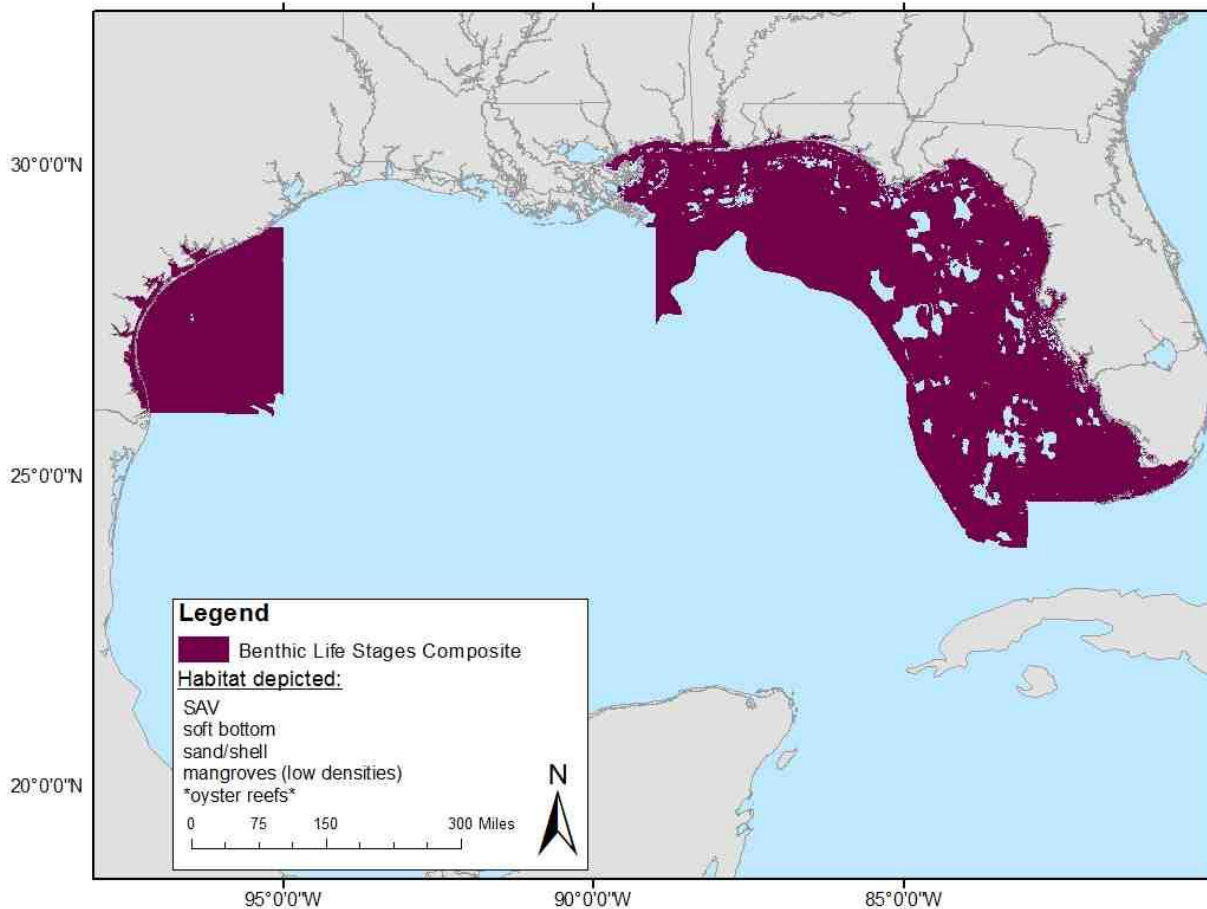 30°0'0"N
25°0'0"N
20°0'0"N
Legend
Benthic Life Stages Composite
Habitat depicted:
SAV
soft bottom
sand/shell
mangroves (low densities)
*oyster reefs*
N
0 75 150 300 Miles
95°0'0"W 90°0'0"W 85°0'0"W